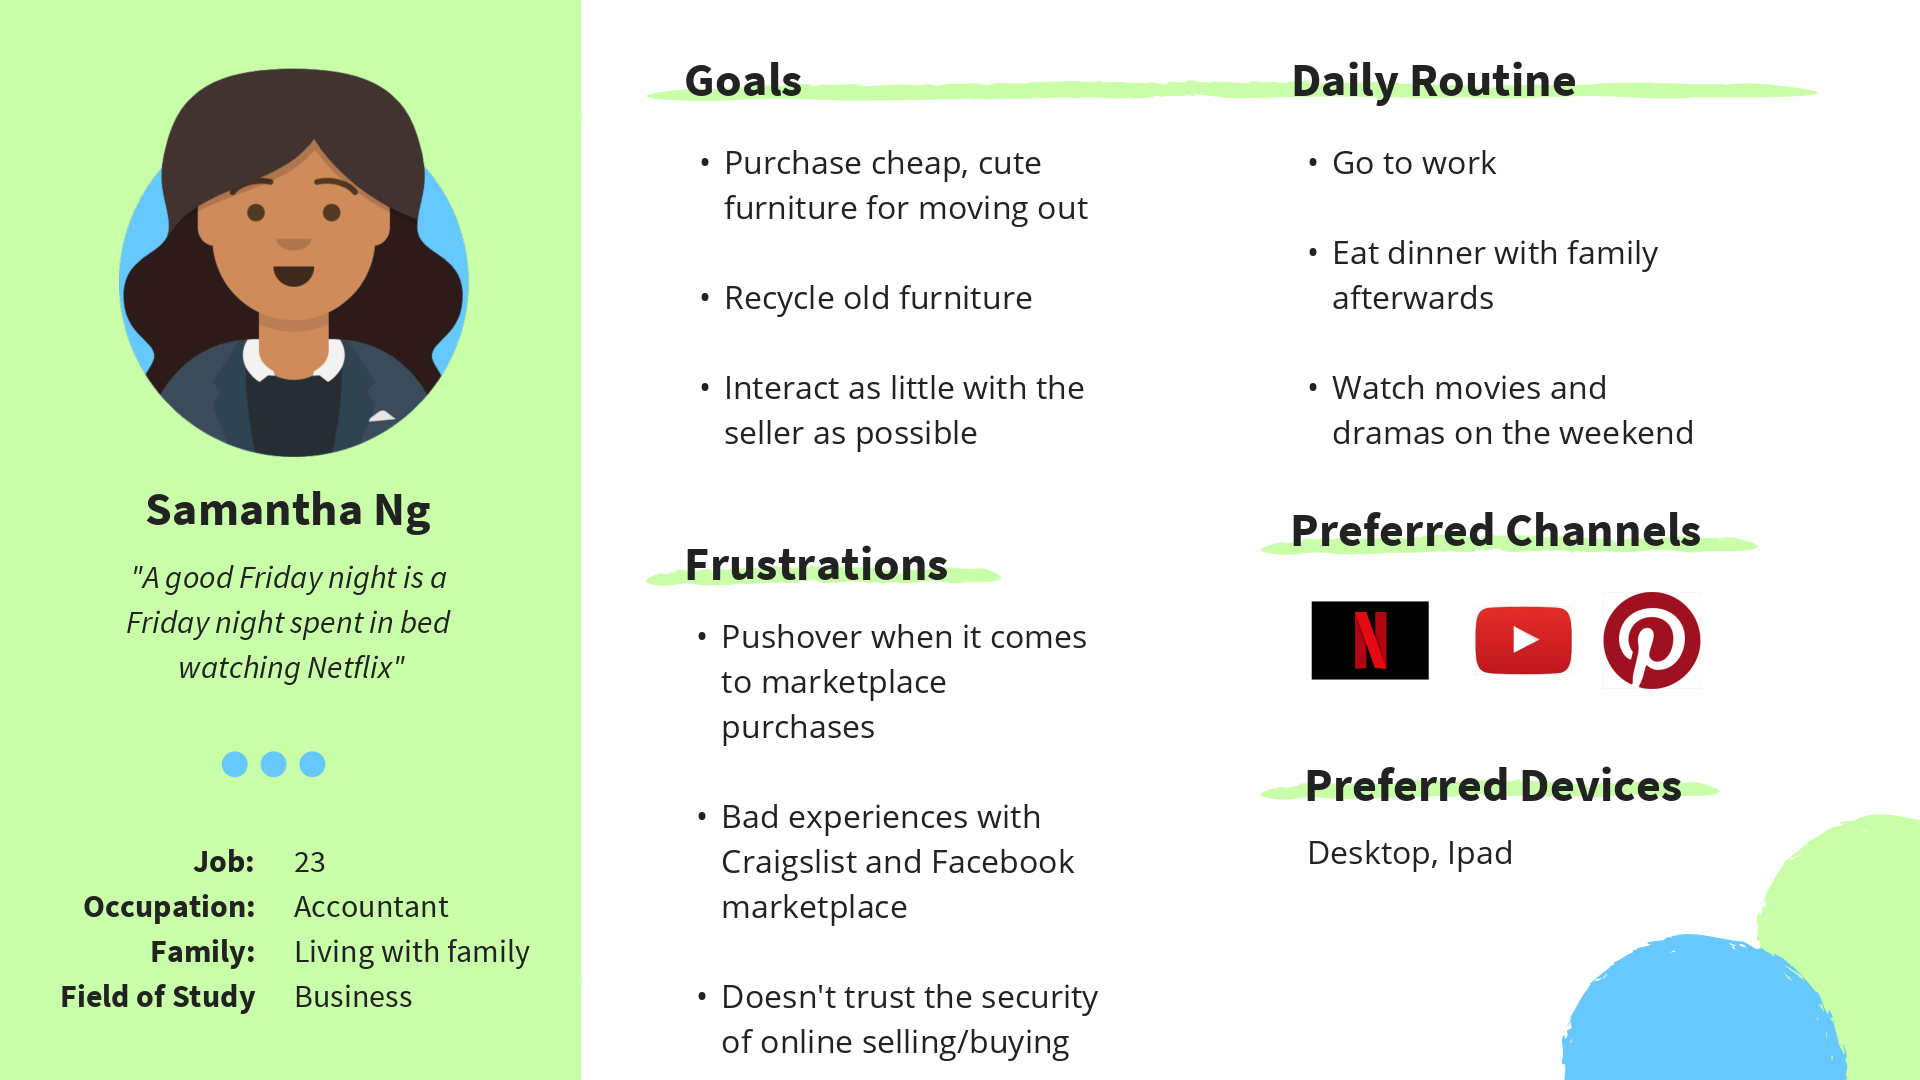 Samantha Ng
"A good Friday night is a
Friday night spent in bed
watching Netflix"
Job: 23
Occupation: Accountant
Family: Living with family
Field of Study Business
Goals
• Purchase cheap, cute
furniture for moving out
• Recycle old furniture
• Interact as little with the
seller as possible
Frustrations
• Pushover when it comes
to marketplace
purchases
• Bad experiences with
Craigslist and Facebook
marketplace
• Doesn't trust the security
of online selling/buying
Daily Routine
• Go to work
• Eat dinner with family
afterwards
• Watch movies and
dramas on the weekend
Preferred Channels
N
Preferred Devices
Desktop, Ipad